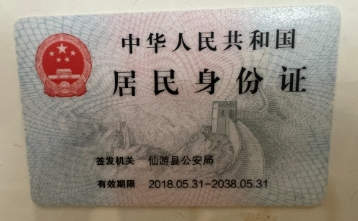 中华人民共和国
居民身份证
签发机关 仙游县公安局
有效期限 2018.05.31-2038.05.31